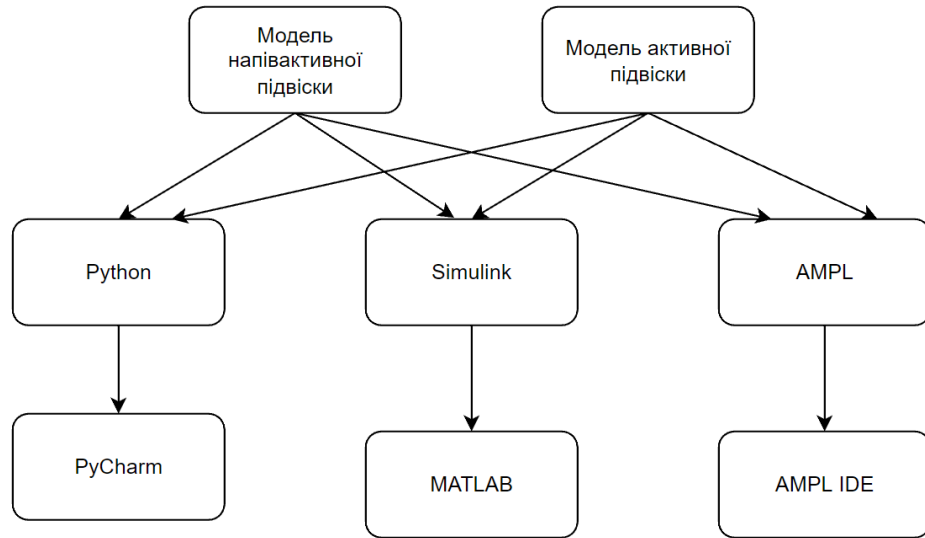 Модель
напівактивної
підвіски
Модель активної
підвіски
Python
Simulink
AMPL
PyCharm
MATLAB
AMPL IDE